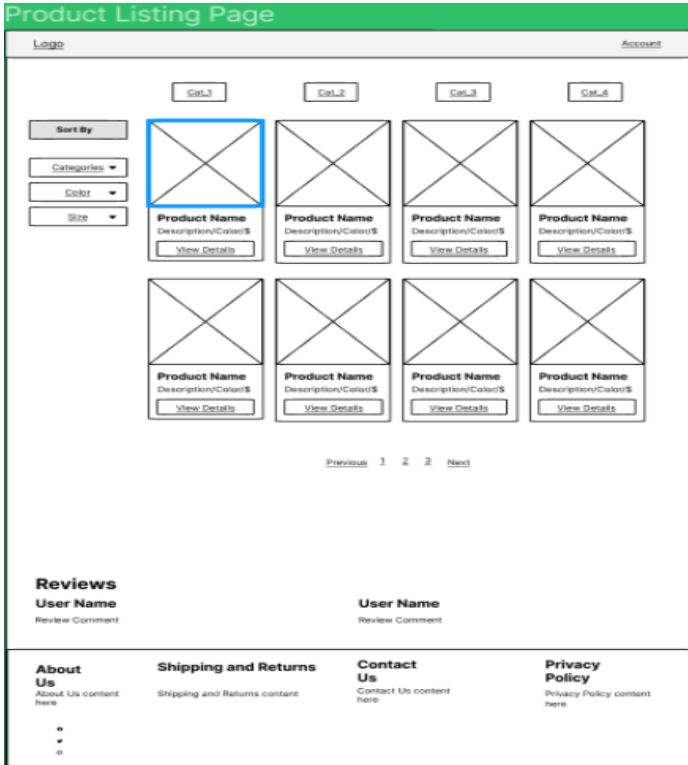 Product Listing Page
Logo Account
Cat_1 Cat_2 Cat_3 Cat_4
Sort By
Categories
Color
Size
Product Name Product Name Product Name Product Name
Description/Color/$ Description/Color/$ Description/Color/$ Description/Color/$
View Details View Details View Details View Details
Product Name Product Name Product Name Product Name
Description/Color/$ Description/Color/$ Description/Color/$ Description/Color/$
View Details View Details View Details View Details
Previous 1 2 3 Next
Reviews
User Name User Name
Review Comment Review Comment
About
Us
About Us content
here
Shipping and Returns
Shipping and Returns content
Contact
Us
Contact Us content
here
Privacy
Policy
Privacy Policy content
here